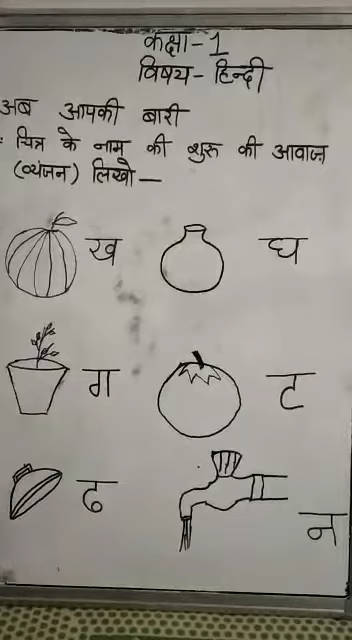 कक्षा-1
विषय-हिन्दी
अब आपकी बारी
चित्र के नाम की शुरू की आवाज
(व्यंजन) लिखो —
ख घ
ग ट
ढ न